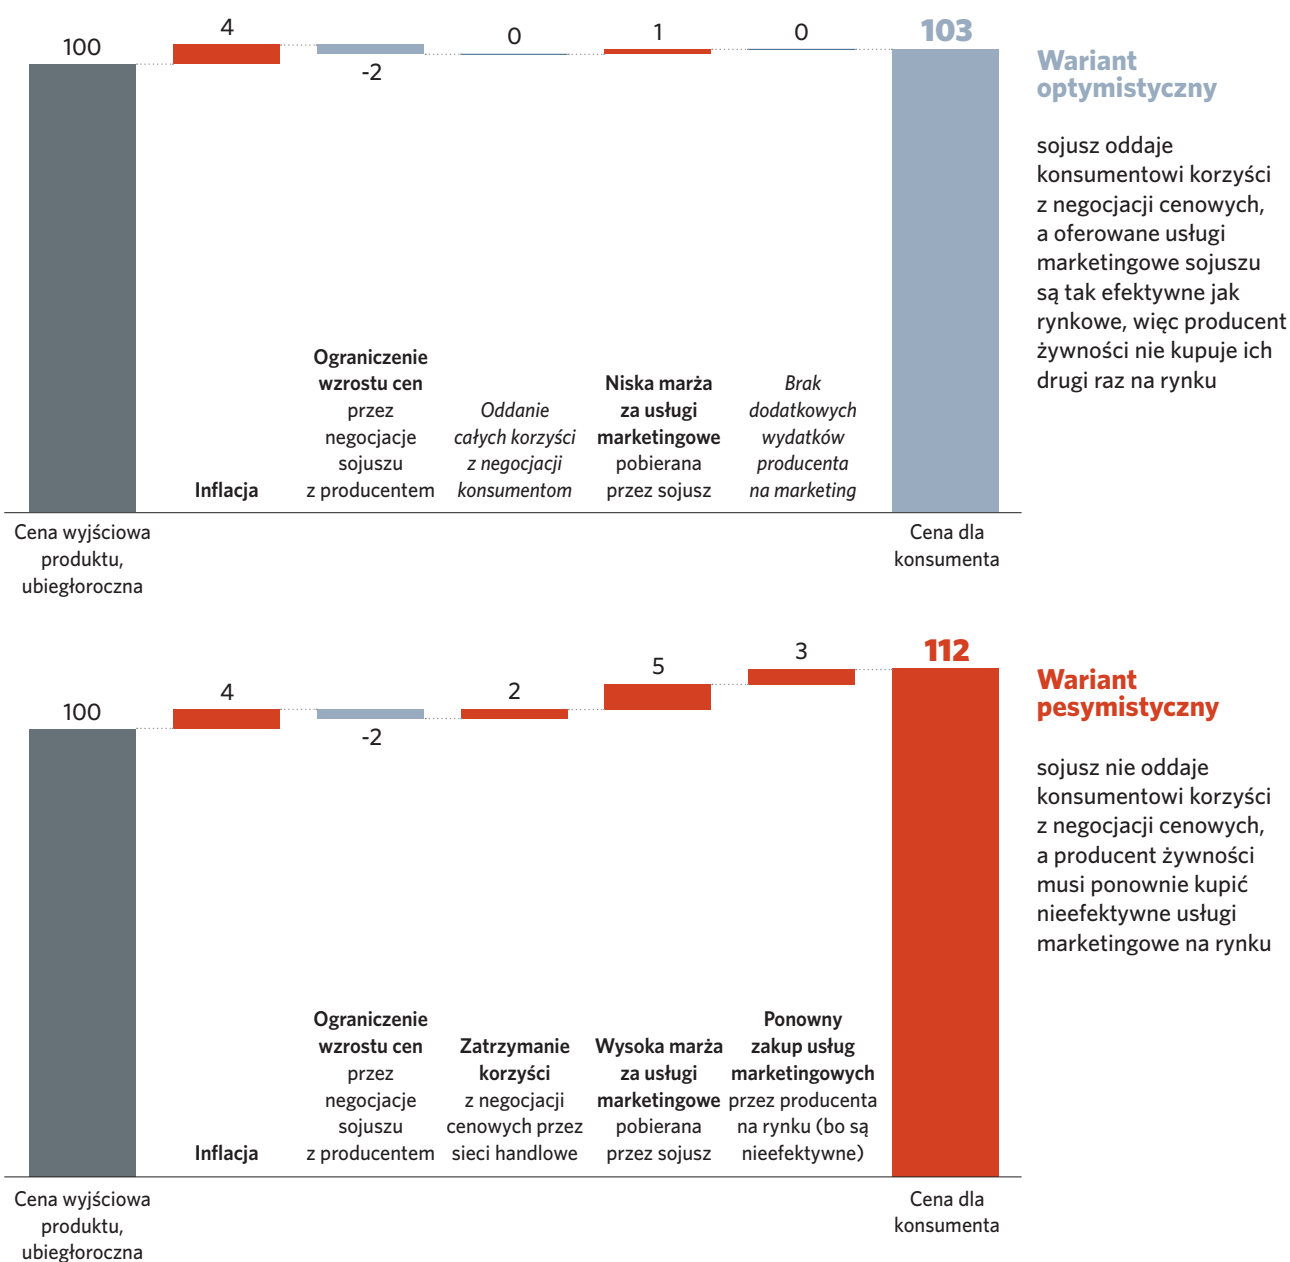 100
4
-2
0
1
0
103
Wariant
optymistyczny
sojusz oddaje
konsumentowi korzyści
z negocjacji cenowych,
a oferowane usługi
marketingowe sojuszu
są tak efektywne jak
rynkowe, więc producent
żywności nie kupuje ich
drugi raz na rynku
Inflacja
Ograniczenie
wzrostu cen
przez
negocjacje
sojuszu
z producentem
Oddanie
całych korzyści
z negocjacji
konsumentom
Niska marża
za usługi
marketingowe
pobierana
przez sojusz
Brak
dodatkowych
wydatków
producenta
na marketing
Cena wyjściowa
produktu,
ubiegłoroczna
Cena dla
konsumenta
100
4
-2
2
5
3
112
Wariant
pesymistyczny
sojusz nie oddaje
konsumentowi korzyści
z negocjacji cenowych,
a producent żywności
musi ponownie kupić
nieefektywne usługi
marketingowe na rynku
Inflacja
Ograniczenie
wzrostu cen
przez
negocjacje
sojuszu
z producentem
Zatrzymanie
korzyści
z negocjacji
cenowych przez
sieci handlowe
Wysoka marża
za usługi
marketingowe
pobierana
przez sojusz
Ponowny
zakup usług
marketingowych
przez producenta
na rynku (bo są
nieefektywne)
Cena wyjściowa
produktu,
ubiegłoroczna
Cena dla
konsumenta